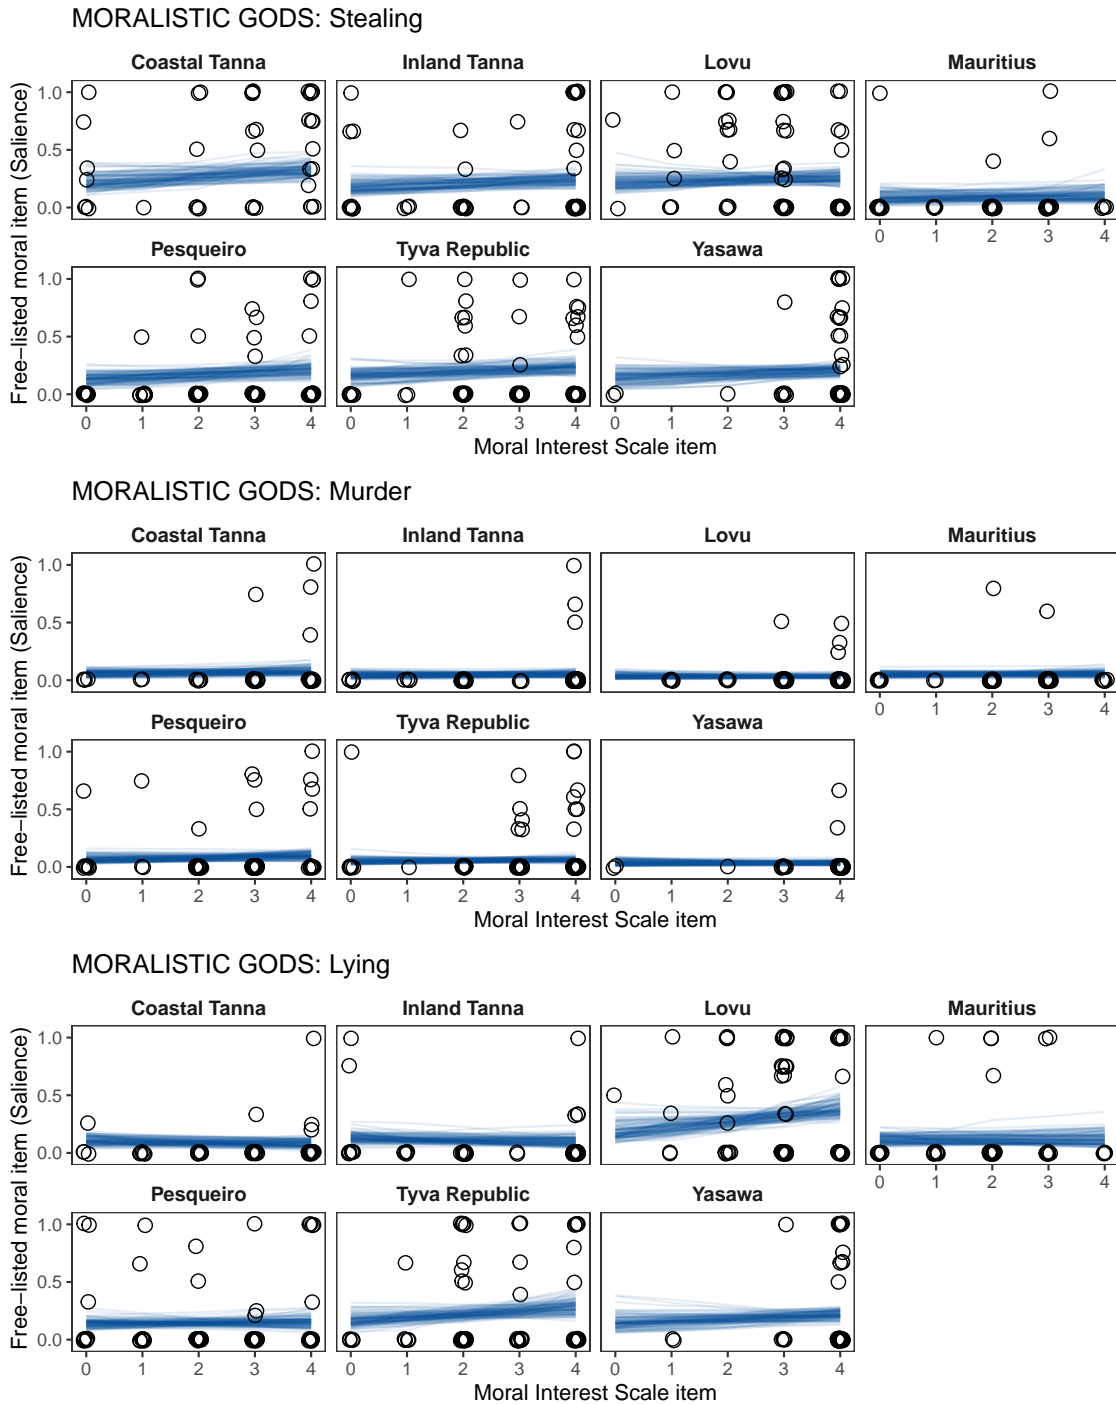 MORALISTIC GODS: Stealing
Coastal Tanna Inland Tanna Lovu Mauritius
1.0
0.5
0.0
0 1 2 3 4
Pesqueiro Tyva Republic Yasawa
1.0
0.5
0.0
0 1 2 3 4 0 1 2 3 4 0 1 2 3 4
Free−listed moral item (Salience)
Moral Interest Scale item
MORALISTIC GODS: Murder
Coastal Tanna Inland Tanna Lovu Mauritius
1.0
0.5
0.0
0 1 2 3 4
Pesqueiro Tyva Republic Yasawa
1.0
0.5
0.0
0 1 2 3 4 0 1 2 3 4 0 1 2 3 4
Free−listed moral item (Salience)
Moral Interest Scale item
MORALISTIC GODS: Lying
Coastal Tanna Inland Tanna Lovu Mauritius
1.0
0.5
0.0
0 1 2 3 4
Pesqueiro Tyva Republic Yasawa
1.0
0.5
0.0
0 1 2 3 4 0 1 2 3 4 0 1 2 3 4
Free−listed moral item (Salience)
Moral Interest Scale item